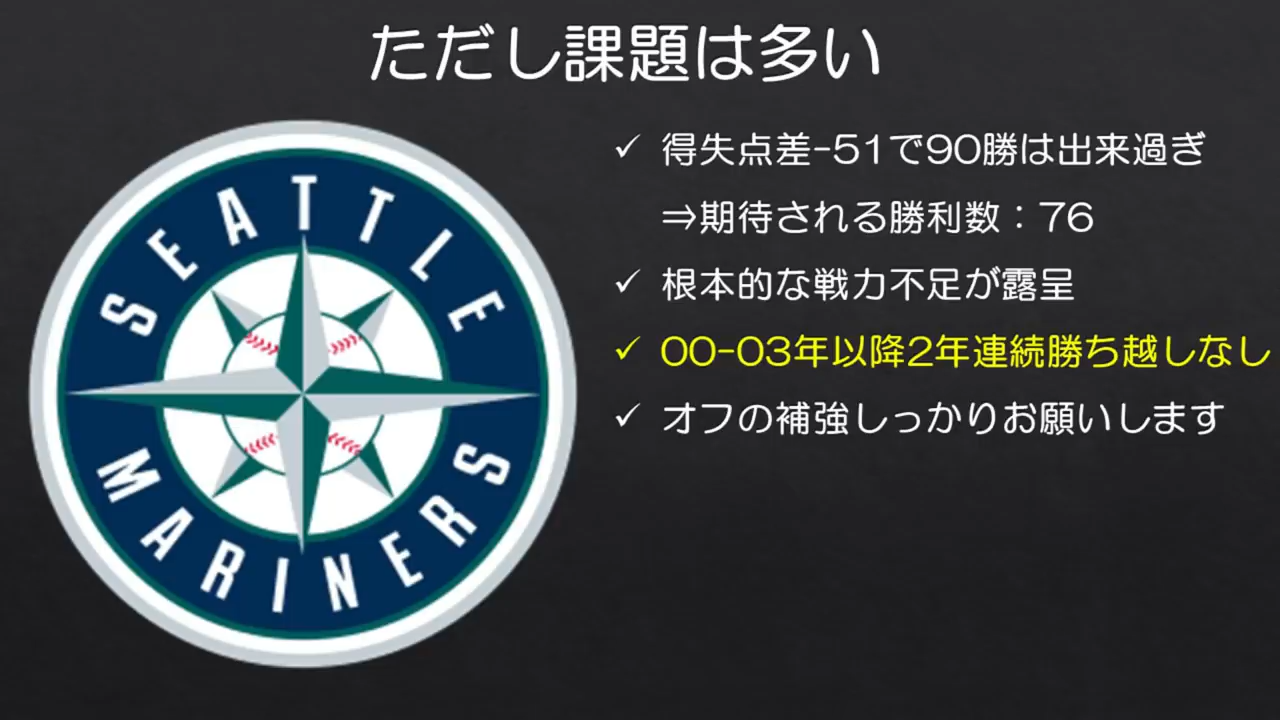 ただし課題は多い
SEATTLE
MARINERS
✓ 得失点差-51で90勝は出来過ぎ
⇒期待される勝利数：76
✓ 根本的な戦力不足が露呈
✓ 00-03年以降2年連続勝ち越しなし
✓ オフの補強しっかりお願いします